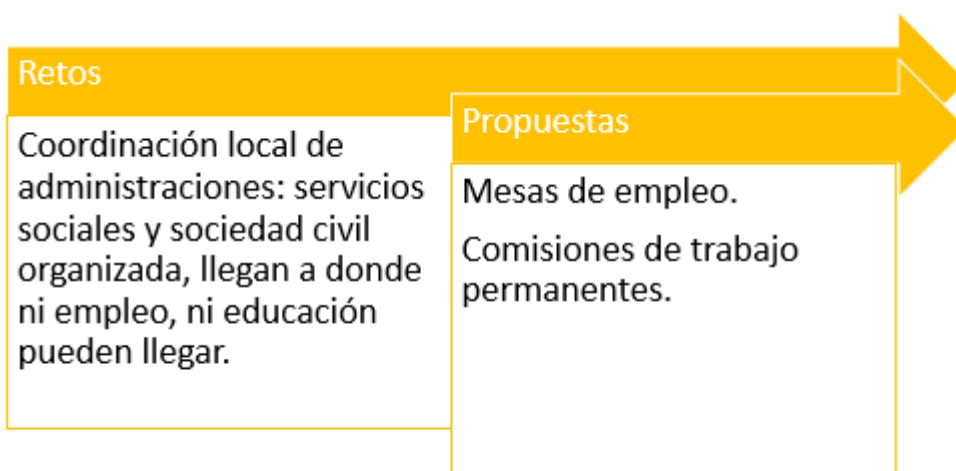 Retos
Coordinación local de
administraciones: servicios
sociales y sociedad civil
organizada, llegan a donde
ni empleo, ni educación
pueden llegar.
Propuestas
Mesas de empleo.
Comisiones de trabajo
permanentes.